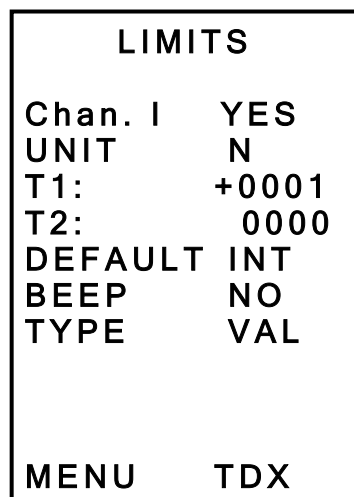 LIMITS
Chan. I YES
UNIT N
T1: +0001
T2: 0000
DEFAULT INT
BEEP NO
TYPE VAL
MENU TDX